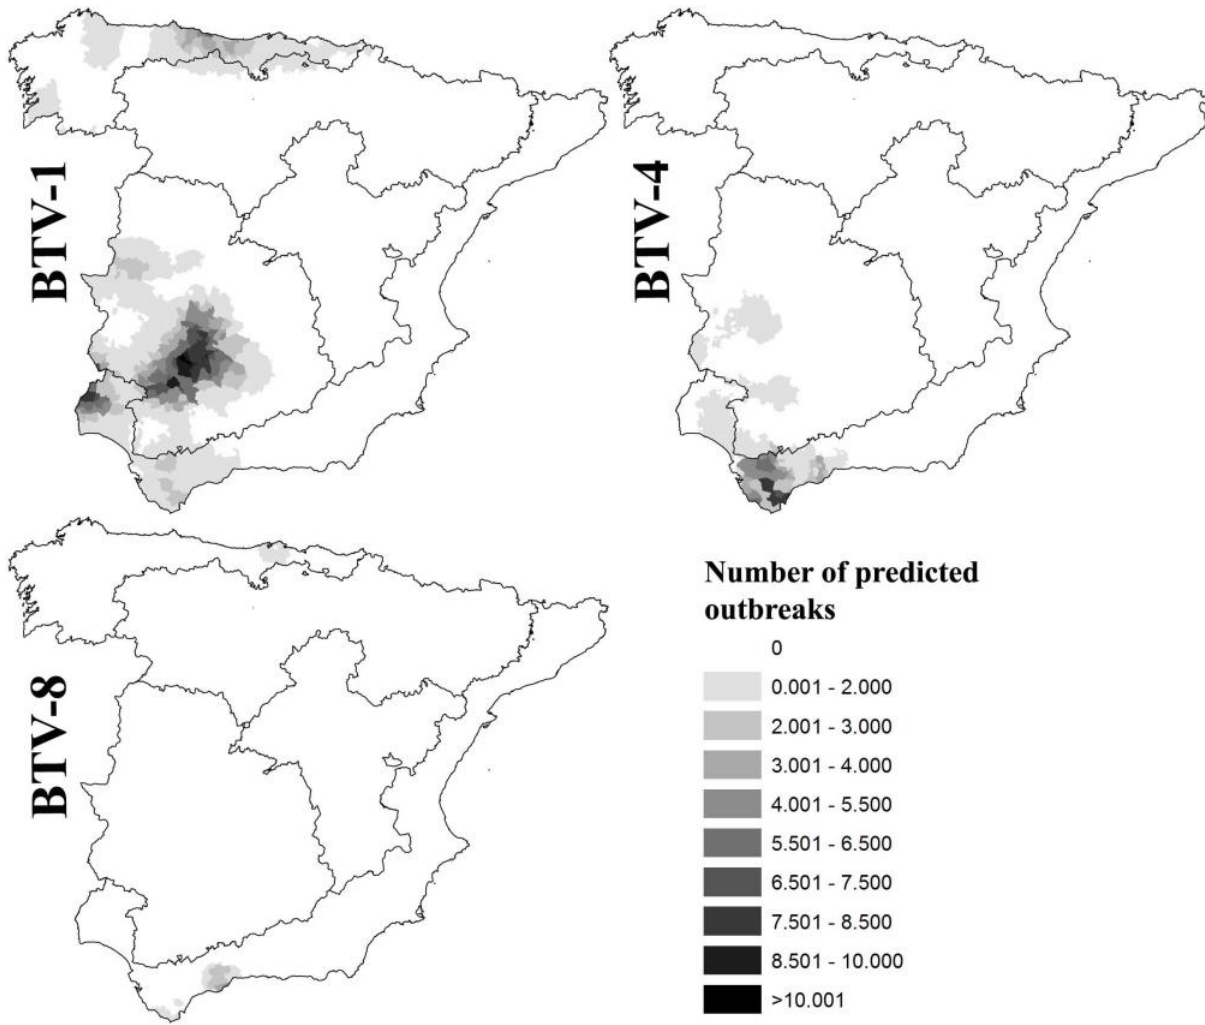 BTV-1
BTV-4
BTV-8
Number of predicted
outbreaks
0
0.001 - 2.000
2.001 - 3.000
3.001 - 4.000
4.001 - 5.500
5.501 - 6.500
6.501 - 7.500
7.501 - 8.500
8.501 - 10.000
>10.001